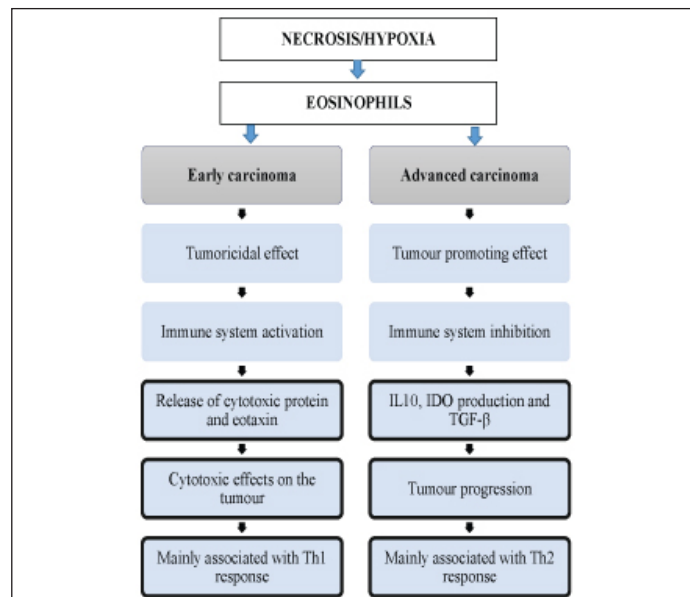 NECROSIS/HYPOXIA
EOSINOPHILS
Early carcinoma
Tumoricidal effect
Immune system activation
Release of cytotoxic protein
and eotaxin
Cytotoxic effects on the
tumour
Mainly associated with Th1
response
Advanced carcinoma
Tumour promoting effect
Immune system inhibition
IL10, IDO production and
TGF-β
Tumour progression
Mainly associated with Th2
response